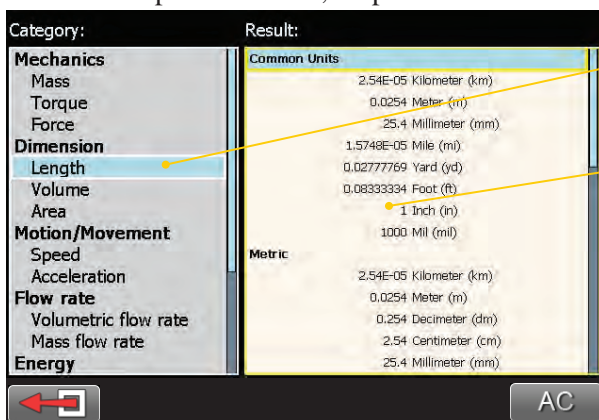 Category:
Mechanics
Mass
Torque
Force
Dimension
Length
Volume
Area
Motion/Movement
Speed
Acceleration
Flow rate
Volumetric flow rate
Mass flow rate
Energy
Result:
Common Units
2.54E-05 Kilometer (km)
0.0254 Meter (m)
25.4 Millimeter (mm)
1.5748E-05 Mile (mi)
0.02777769 Yard (yd)
0.08333334 Foot (ft)
1 Inch (in)
1000 Mil (mil)
Metric
2.54E-05 Kilometer (km)
0.0254 Meter (m)
0.254 Decimeter (dm)
2.54 Centimeter (cm)
25.4 Millimeter (mm)
AC